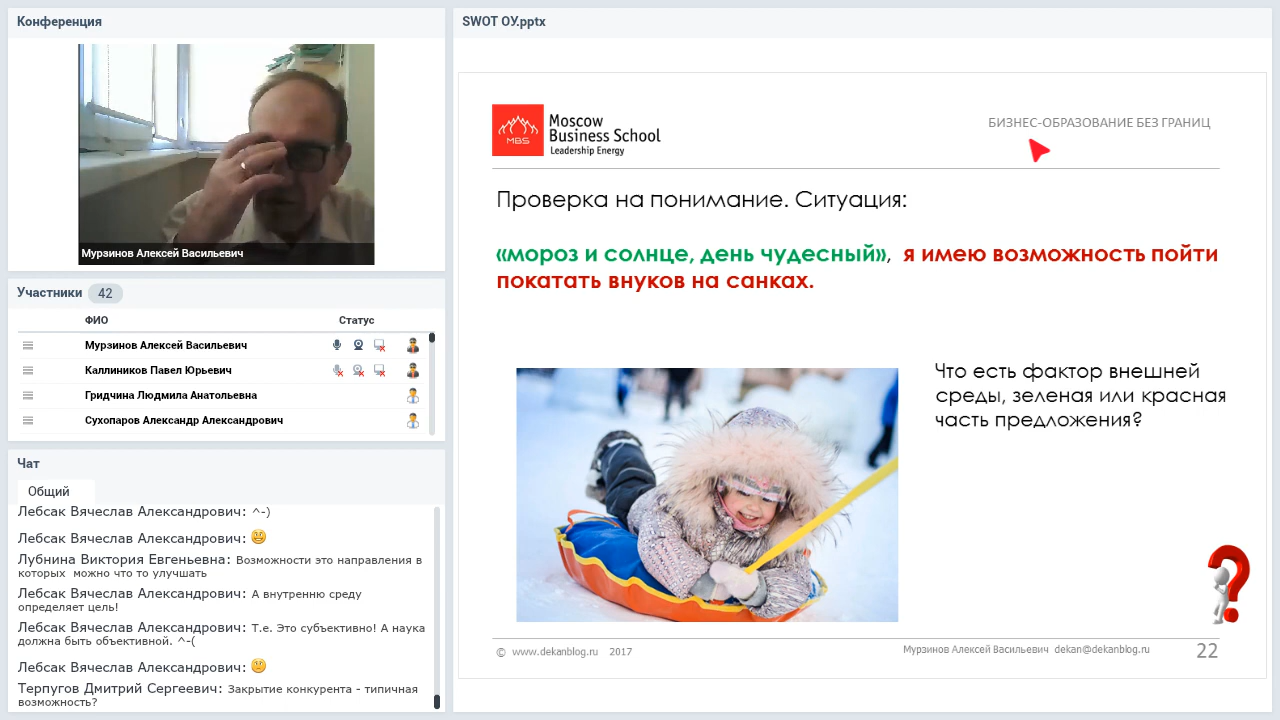 Конференция
Мурзинов Алексей Васильевич
Участники 42
ФИО Статус
Мурзинов Алексей Васильевич
Каллиников Павел Юрьевич
Гридчина Людмила Анатольевна
Сухопаров Александр Александрович
Чат
Общий
Лебсак Вячеслав Александрович: ^-)
Лебсак Вячеслав Александрович:
Лубнина Виктория Евгеньевна: Возможности это направления в
которых можно что то улучшать
Лебсак Вячеслав Александрович: А внутренню среду
определяет цель!
Лебсак Вячеслав Александрович: Т.е. Это субъективно! А наука
должна быть объективной. ^-(
Лебсак Вячеслав Александрович:
Терпугов Дмитрий Сергеевич: Закрытие конкурента - типичная
возможность?
SWOT ОУ.pptx
MBS
Moscow
Business School
Leadership Energy
БИЗНЕС-ОБРАЗОВАНИЕ БЕЗ ГРАНИЦ
Проверка на понимание. Ситуация:
«мороз и солнце, день чудесный», я имею возможность пойти
покатать внуков на санках.
Что есть фактор внешней
среды, зеленая или красная
часть предложения?
© www.dekanblog.ru 2017
Мурзинов Алексей Васильевич dekan@dekanblog.ru
22